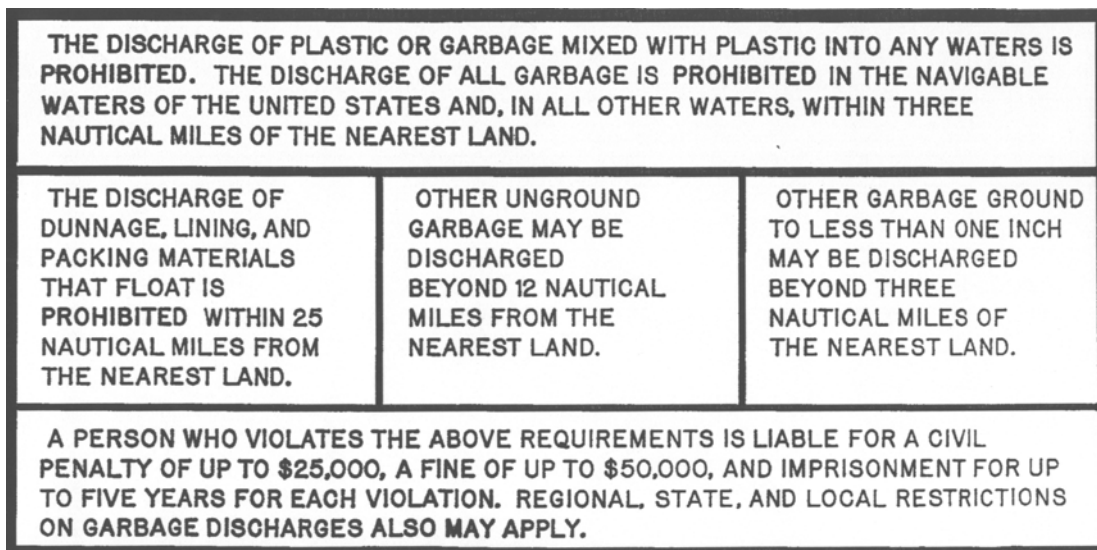 THE DISCHARGE OF PLASTIC OR GARBAGE MIXED WITH PLASTIC INTO ANY WATERS IS
PROHIBITED. THE DISCHARGE OF ALL GARBAGE IS PROHIBITED IN THE NAVIGABLE
WATERS OF THE UNITED STATES AND, IN ALL OTHER WATERS, WITHIN THREE
NAUTICAL MILES OF THE NEAREST LAND.
THE DISCHARGE OF
DUNNAGE, LINING, AND
PACKING MATERIALS
THAT FLOAT IS
PROHIBITED WITHIN 25
NAUTICAL MILES FROM
THE NEAREST LAND.
OTHER UNGROUND
GARBAGE MAY BE
DISCHARGED
BEYOND 12 NAUTICAL
MILES FROM THE
NEAREST LAND.
OTHER GARBAGE GROUND
TO LESS THAN ONE INCH
MAY BE DISCHARGED
BEYOND THREE
NAUTICAL MILES OF
THE NEAREST LAND.
A PERSON WHO VIOLATES THE ABOVE REQUIREMENTS IS LIABLE FOR A CIVIL
PENALTY OF UP TO $25,000, A FINE OF UP TO $50,000, AND IMPRISONMENT FOR UP
TO FIVE YEARS FOR EACH VIOLATION. REGIONAL, STATE, AND LOCAL RESTRICTIONS
ON GARBAGE DISCHARGES ALSO MAY APPLY.